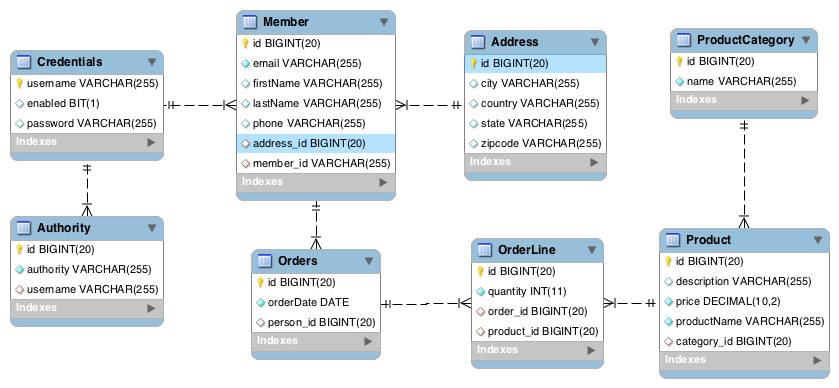 Credentials
username VARCHAR(255)
enabled BIT(1)
password VARCHAR(255)
Indexes
Member
id BIGINT(20)
email VARCHAR(255)
firstName VARCHAR(255)
lastName VARCHAR(255)
phone VARCHAR(255)
address_id BIGINT(20)
member_id VARCHAR(255)
Indexes
Address
id BIGINT(20)
city VARCHAR(255)
country VARCHAR(255)
state VARCHAR(255)
zipcode VARCHAR(255)
Indexes
ProductCategory
id BIGINT(20)
name VARCHAR(255)
Indexes
Authority
id BIGINT(20)
authority VARCHAR(255)
username VARCHAR(255)
Indexes
Orders
id BIGINT(20)
orderDate DATE
person_id BIGINT(20)
Indexes
OrderLine
id BIGINT(20)
quantity INT(11)
order_id BIGINT(20)
product_id BIGINT(20)
Indexes
Product
id BIGINT(20)
description VARCHAR(255)
price DECIMAL(10,2)
productName VARCHAR(255)
category_id BIGINT(20)
Indexes